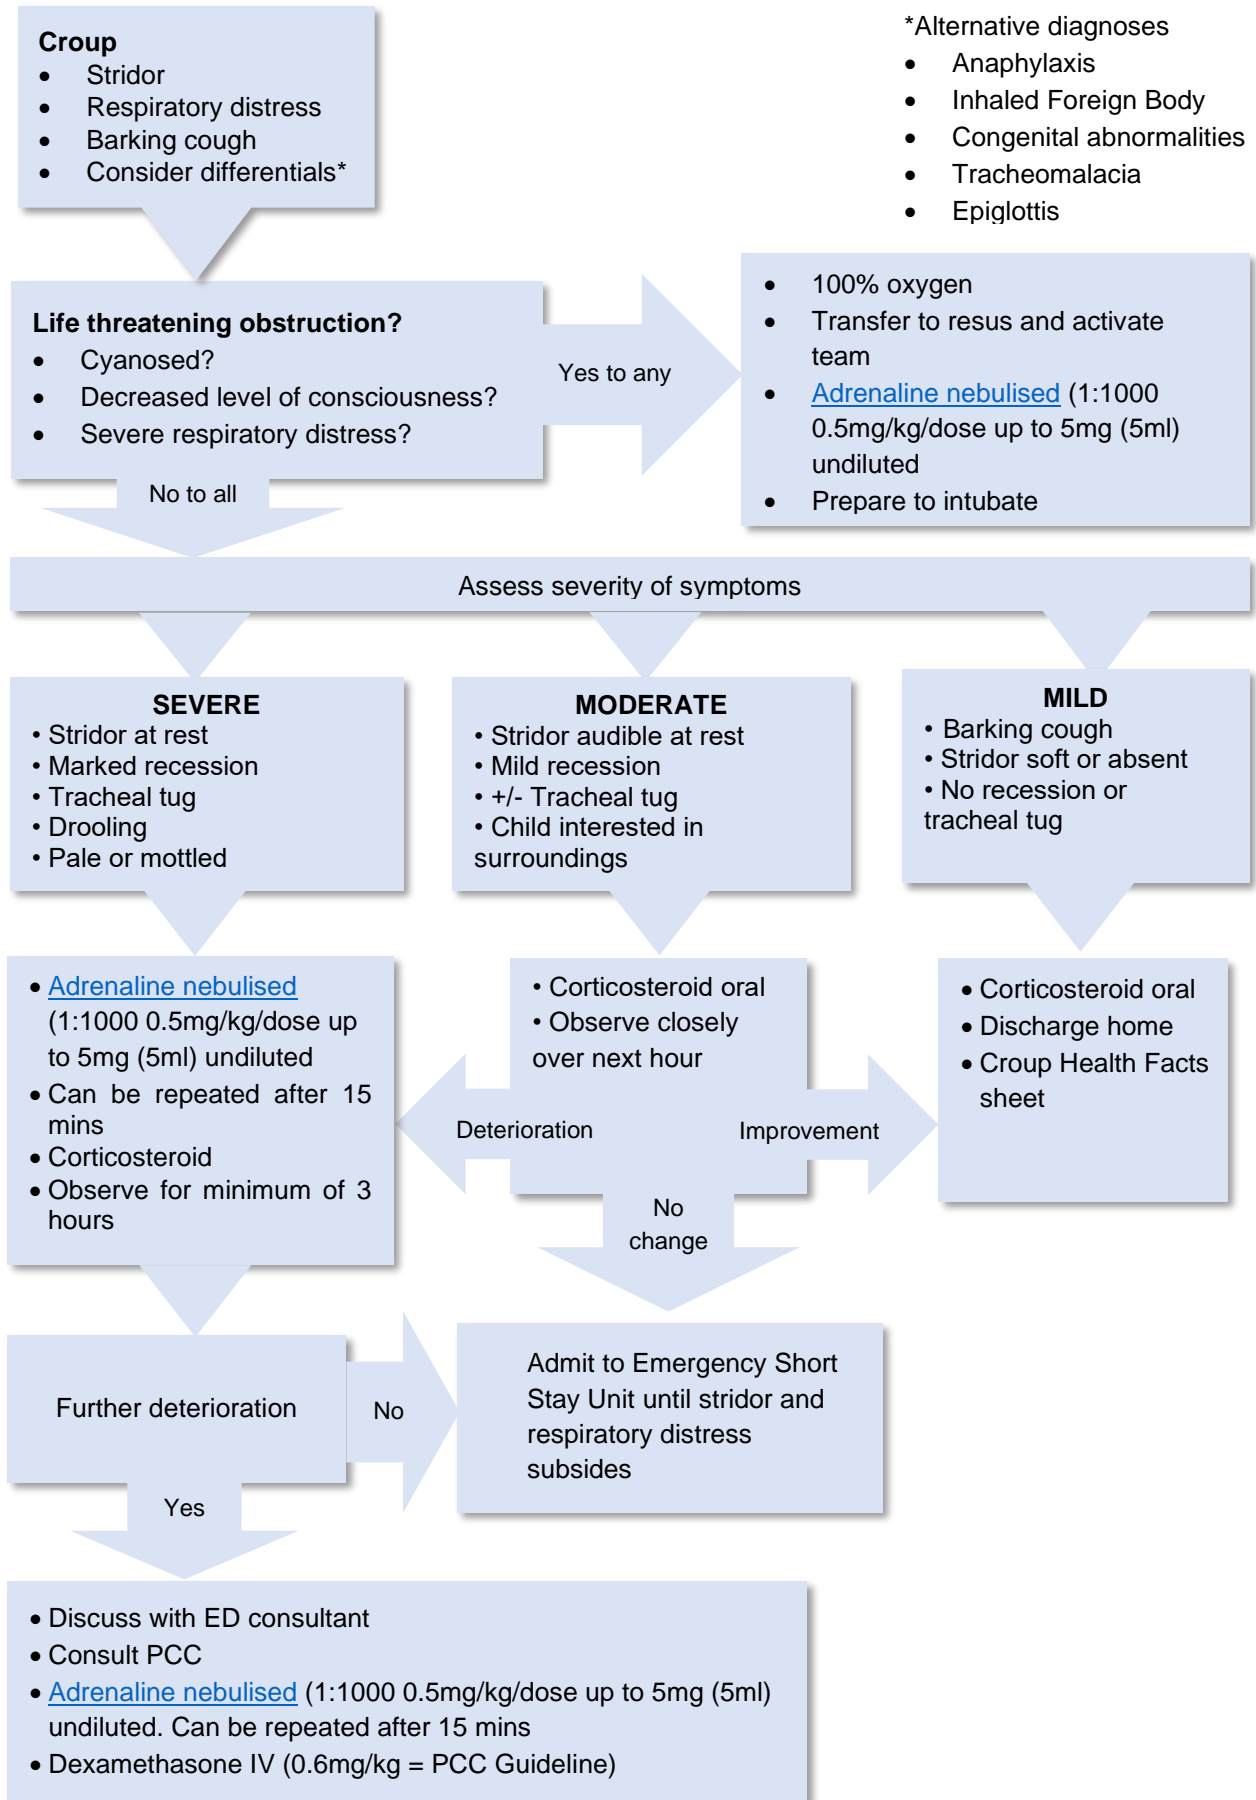 Croup
• Stridor
• Respiratory distress
• Barking cough
• Consider differentials*
*Alternative diagnoses
• Anaphylaxis
• Inhaled Foreign Body
• Congenital abnormalities
• Tracheomalacia
• Epiglottis
Life threatening obstruction?
• Cyanosed?
• Decreased level of consciousness?
• Severe respiratory distress?
Yes to any
• 100% oxygen
• Transfer to resus and activate
team
• Adrenaline nebulised (1:1000
0.5mg/kg/dose up to 5mg (5ml)
undiluted
• Prepare to intubate
No to all
Assess severity of symptoms
SEVERE
• Stridor at rest
• Marked recession
• Tracheal tug
• Drooling
• Pale or mottled
MODERATE
• Stridor audible at rest
• Mild recession
• +/- Tracheal tug
• Child interested in
surroundings
MILD
• Barking cough
• Stridor soft or absent
• No recession or
tracheal tug
• Adrenaline nebulised
(1:1000 0.5mg/kg/dose up
to 5mg (5ml) undiluted
• Can be repeated after 15
mins
• Corticosteroid
• Observe for minimum of 3
hours
• Corticosteroid oral
• Observe closely
over next hour
Deterioration
Improvement
No
change
• Corticosteroid oral
• Discharge home
• Croup Health Facts
sheet
Further deterioration
No
Admit to Emergency Short
Stay Unit until stridor and
respiratory distress
subsides
Yes
• Discuss with ED consultant
• Consult PCC
• Adrenaline nebulised (1:1000 0.5mg/kg/dose up to 5mg (5ml)
undiluted. Can be repeated after 15 mins
• Dexamethasone IV (0.6mg/kg = PCC Guideline)